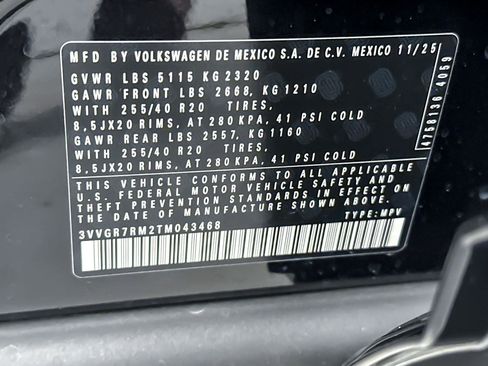 MFD BY VOLKSWAGEN DE MEXICO S.A. DE C.V. MEXICO 11/25
GVWR LBS 5115 KG 2320
GAWR FRONT LBS 2668, KG 1210
WITH 255/40 R20 TIRES,
8,5JX20 RIMS, AT 280 KPA, 41 PSI COLD
GAWR REAR LBS 2557, KG 1160
WITH 255/40 R20 TIRES,
8,5JX20 RIMS, AT 280 KPA, 41 PSI COLD
THIS VEHICLE CONFORMS TO ALL APPLICABLE
U.S. FEDERAL MOTOR VEHICLE SAFETY AND
THEFT PREVENTION STANDARDS IN EFFECT ON
THE DATE OF MANUFACTURE SHOWN ABOVE.
3VVGR7RM2TM043468 TYPE: MPV
4758136 4059